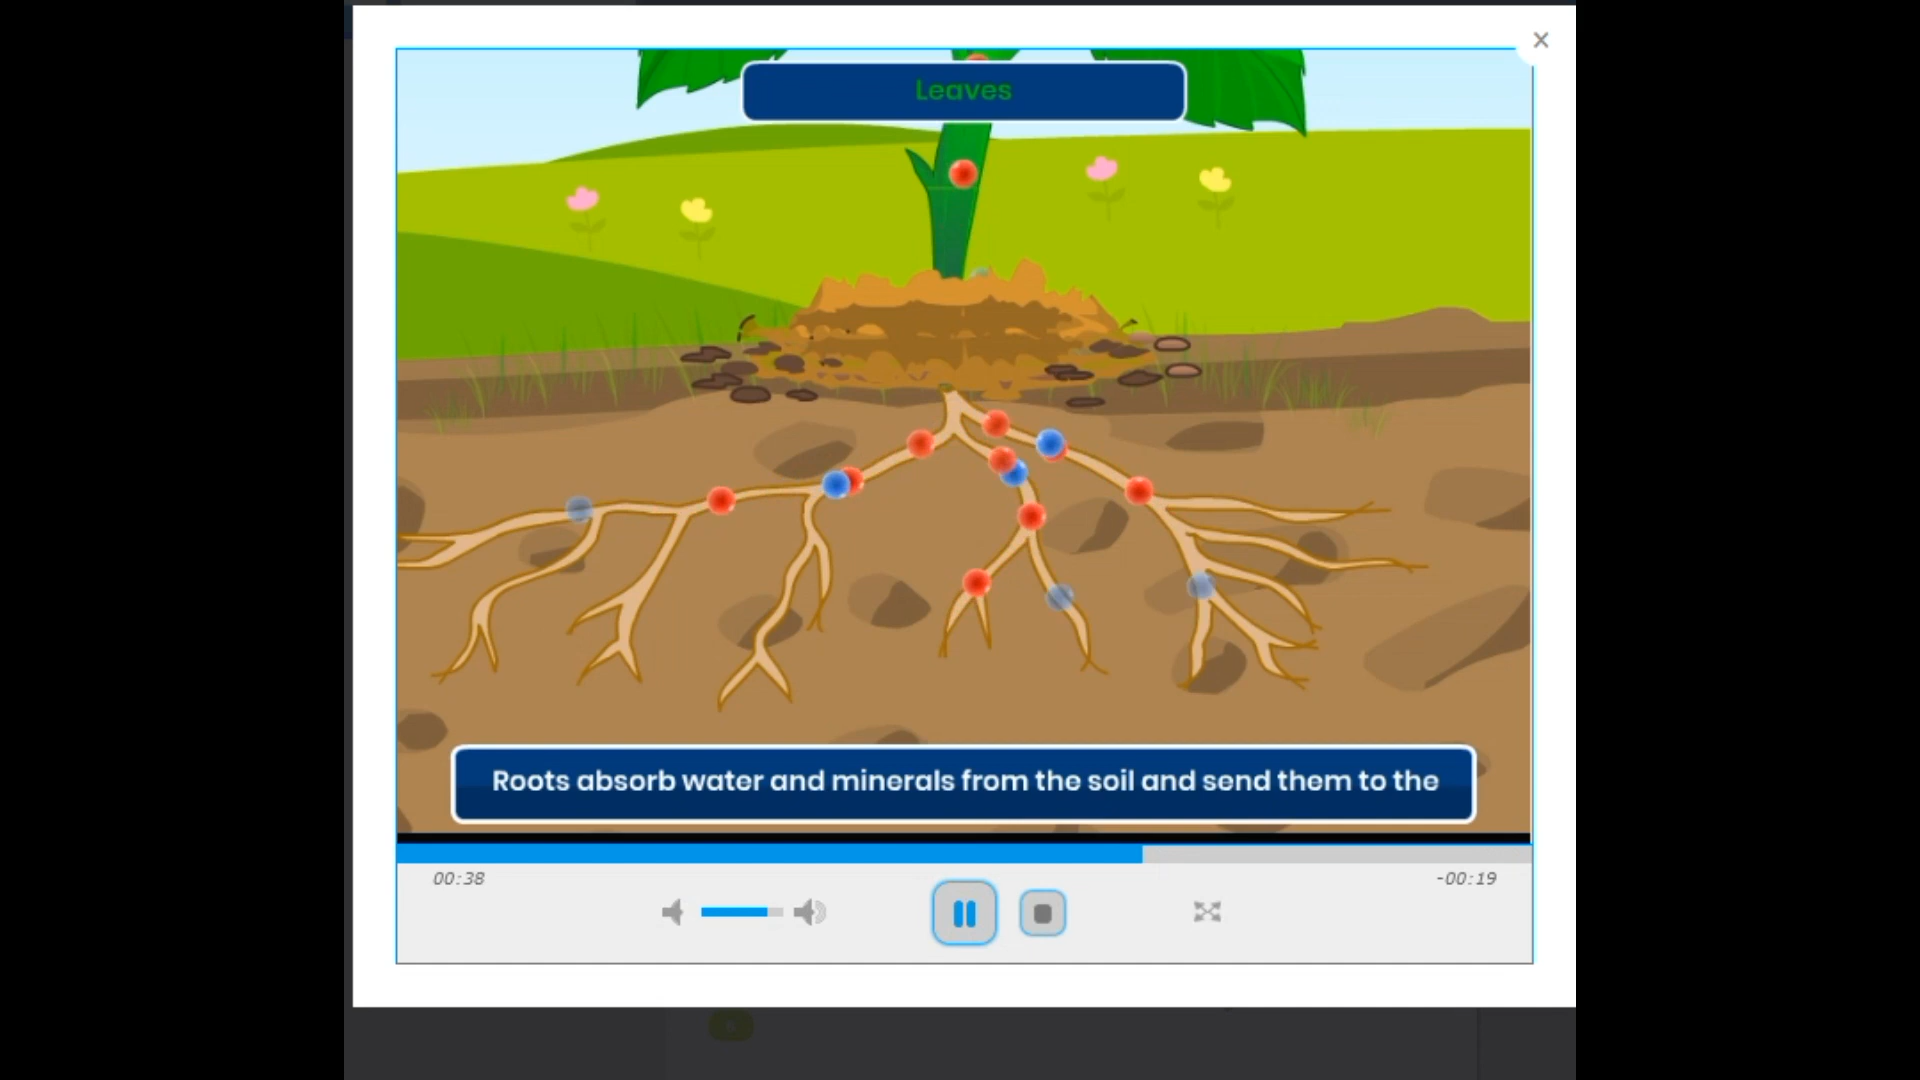 ×
Leaves
Roots absorb water and minerals from the soil and send them to the
00:38
-00:19